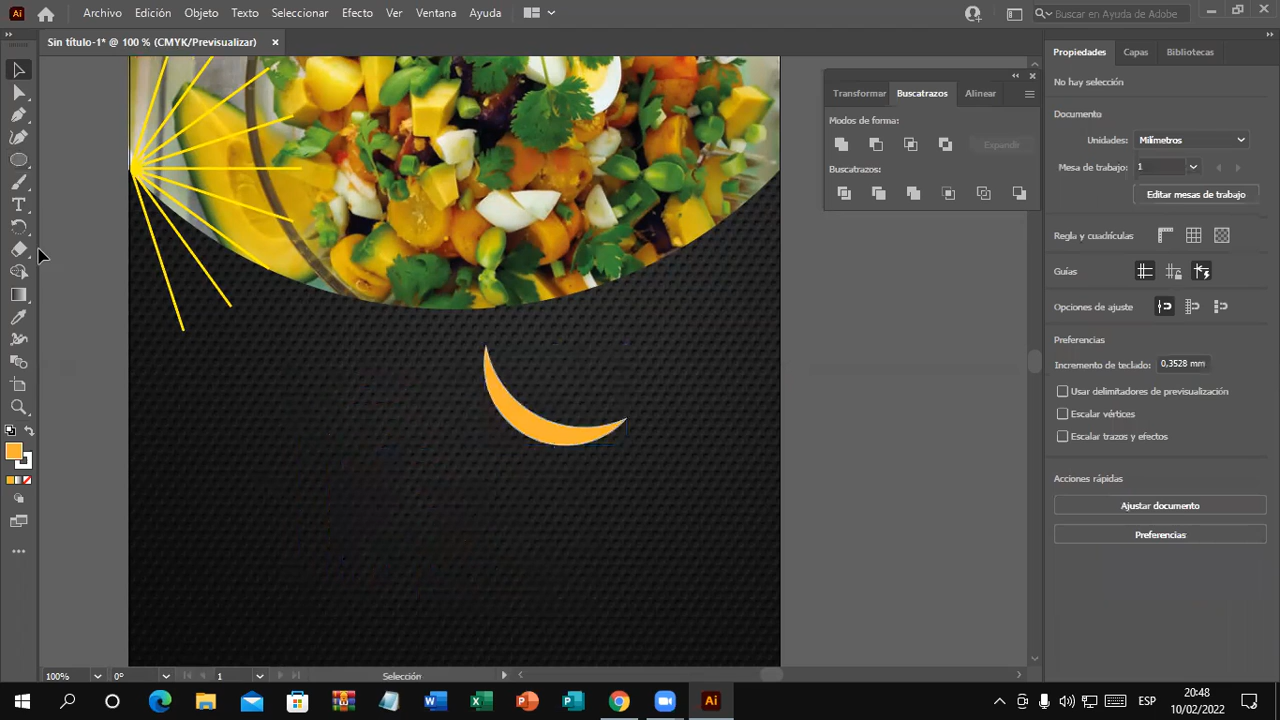 Ai Archivo Edición Objeto Texto Seleccionar Efecto Ver Ventana Ayuda Buscar en Ayuda de Adobe
Sin título-1* @ 100 % (CMYK/Previsualizar) ×
Propiedades Capas Bibliotecas
No hay selección
Documento
Unidades: Milímetros
Mesa de trabajo: 1
Editar mesas de trabajo
Regla y cuadrículas
Guías
Opciones de ajuste
Preferencias
Incremento de teclado: 0,3528 mm
Usar delimitadores de previsualización
Escalar vértices
Escalar trazos y efectos
Acciones rápidas
Ajustar documento
Preferencias
Transformar Buscatrazos Alinear
Modos de forma:
Expandir
Buscatrazos:
100% 0° 1 Selección
Ai ESP 20:48
10/02/2022